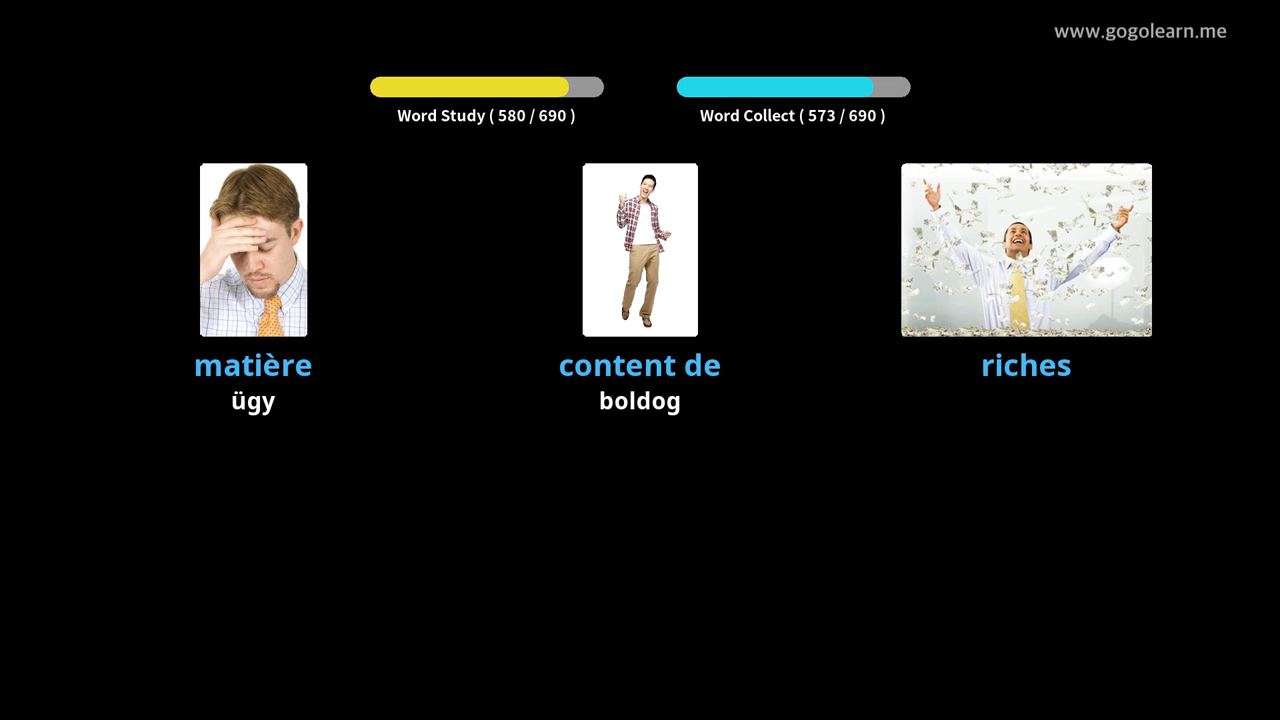 www.gogolearn.me
Word Study ( 580 / 690 )
Word Collect ( 573 / 690 )
matière
content de
riches
ügy
boldog